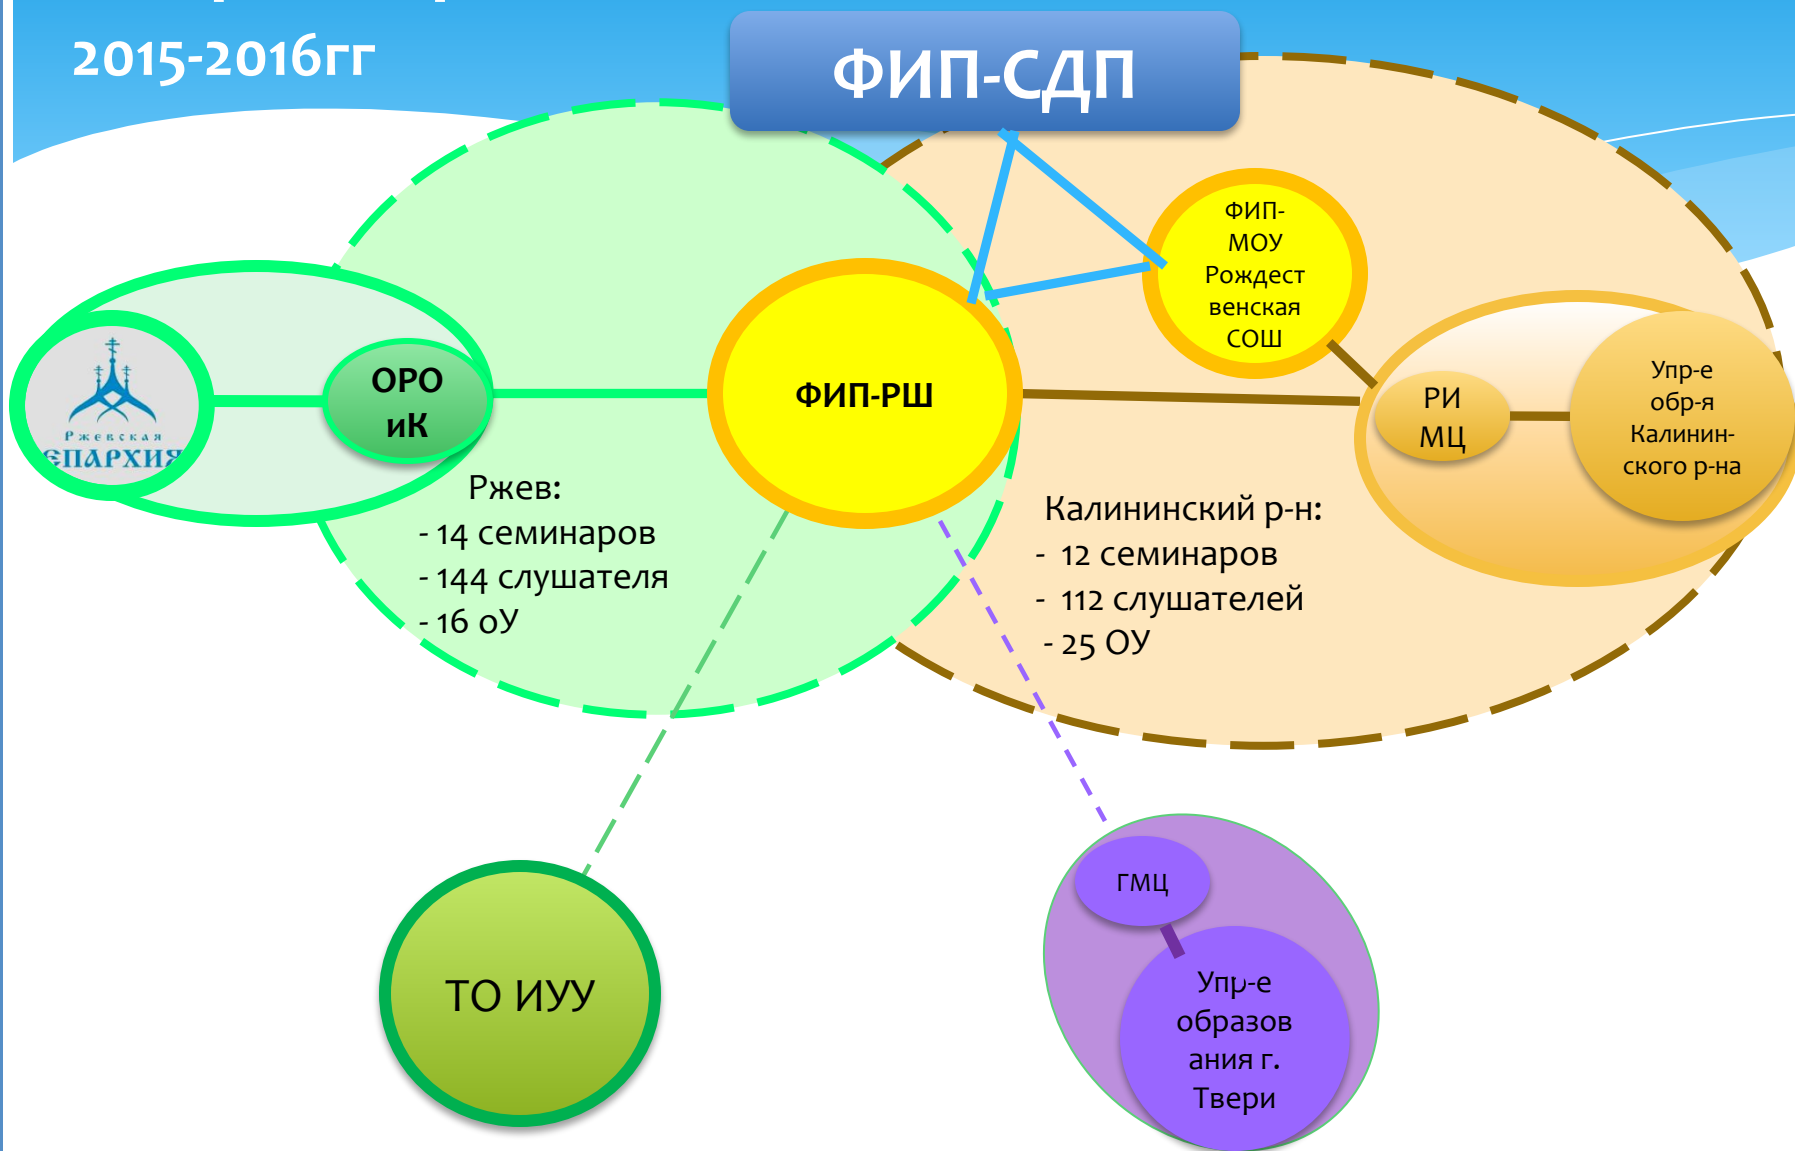 2015-2016гг
ФИП-СДП
ФИП-
МОУ
Рождест
венская
СОШ
Ржевская
ЕПАРХИЯ
ОРО
иК
ФИП-РШ
РИ
МЦ
Упр-е
обр-я
Калинин-
ского р-на
Ржев:
- 14 семинаров
- 144 слушателя
- 16 оУ
Калининский р-н:
- 12 семинаров
- 112 слушателей
- 25 ОУ
ТО ИУУ
ГМЦ
Упр-е
образов
ания г.
Твери